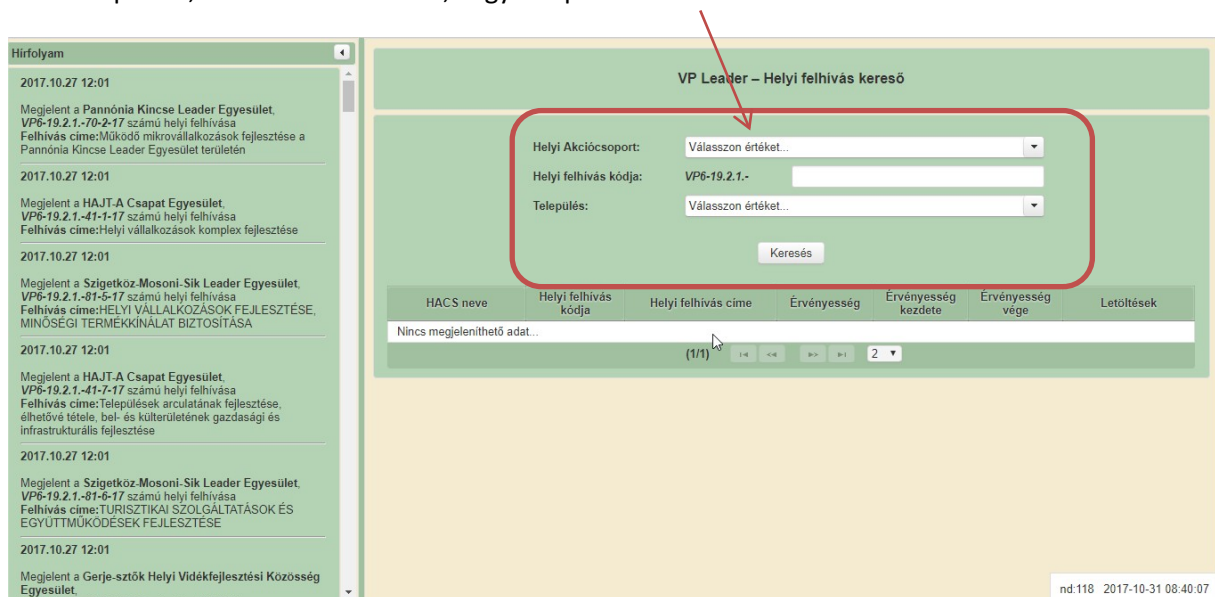 Hírfolyam
2017.10.27 12:01
Megjelent a Pannónia Kincse Leader Egyesület,
VP6-19.2.1.-70-2-17 számú helyi felhívása
Felhívás címe:Működő mikrovállalkozások fejlesztése a
Pannónia Kincse Leader Egyesület területén
2017.10.27 12:01
Megjelent a HAJT-A Csapat Egyesület,
VP6-19.2.1.-41-1-17 számú helyi felhívása
Felhívás címe:Helyi vállalkozások komplex fejlesztése
2017.10.27 12:01
Megjelent a Szigetköz-Mosoni-Sík Leader Egyesület,
VP6-19.2.1.-81-5-17 számú helyi felhívása
Felhívás címe:HELYI VÁLLALKOZÁSOK FEJLESZTÉSE,
MINŐSÉGI TERMÉKKÍNÁLAT BIZTOSÍTÁSA
2017.10.27 12:01
Megjelent a HAJT-A Csapat Egyesület,
VP6-19.2.1.-41-7-17 számú helyi felhívása
Felhívás címe:Települések arculatának fejlesztése,
élhetővé tétele, bel- és külterületének gazdasági és
infrastrukturális fejlesztése
2017.10.27 12:01
Megjelent a Szigetköz-Mosoni-Sík Leader Egyesület,
VP6-19.2.1.-81-6-17 számú helyi felhívása
Felhívás címe:TURISZTIKAI SZOLGÁLTATÁSOK ÉS
EGYÜTTMŰKÖDÉSEK FEJLESZTÉSE
2017.10.27 12:01
Megjelent a Gerje-sztők Helyi Vidékfejlesztési Közösség
Egyesület,
VP Leader – Helyi felhívás kereső
Helyi Akciócsoport: Válasszon értéket...
Helyi felhívás kódja: VP6-19.2.1.-
Település: Válasszon értéket...
Keresés
HACS neve Helyi felhívás kódja Helyi felhívás címe Érvényesség Érvényesség kezdete Érvényesség vége Letöltések
Nincs megjeleníthető adat...
(1/1) 2
nd:118 2017-10-31 08:40:07